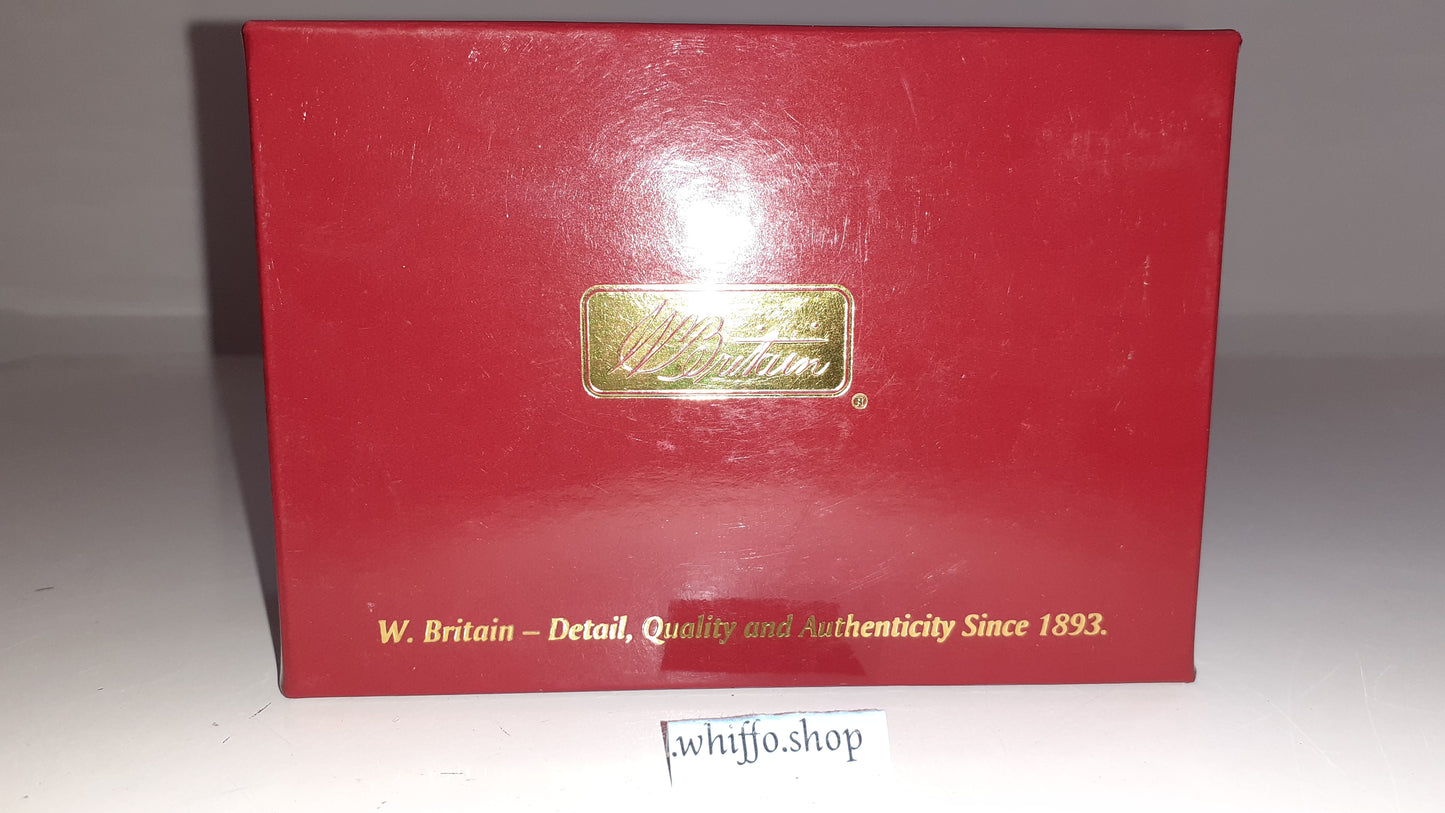 W Britain
®
W. Britain – Detail, Quality and Authenticity Since 1893.
.whiffo.shop